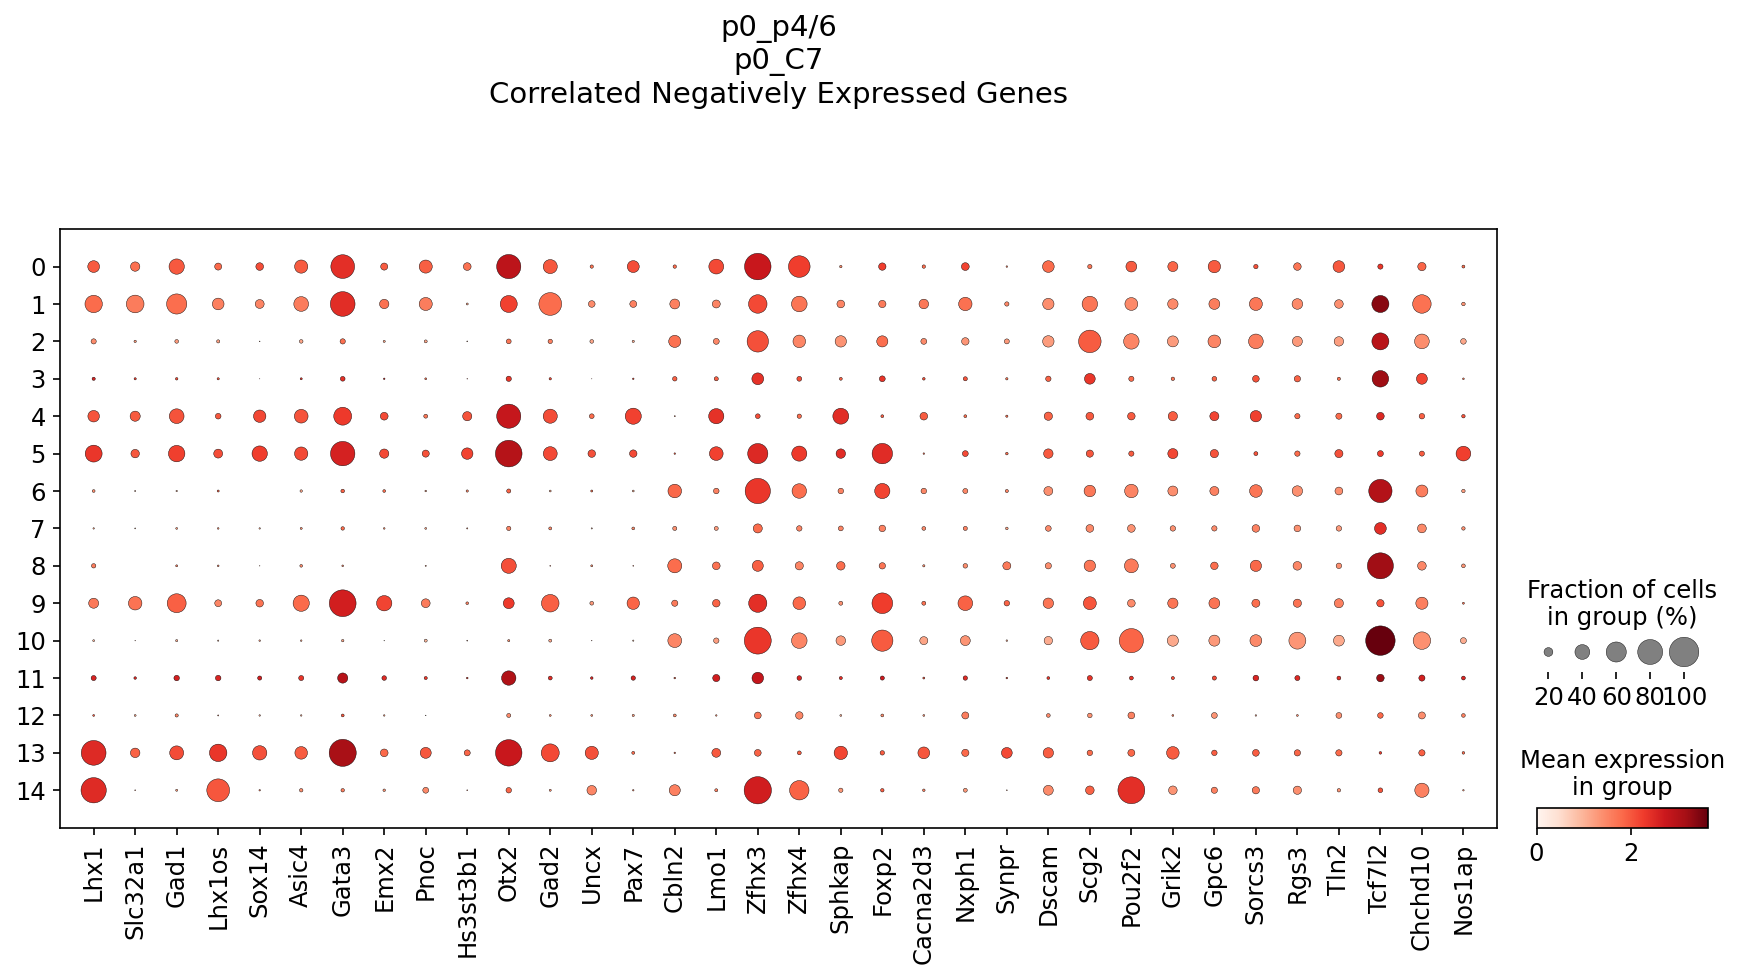 p0_p4/6
p0_C7
Correlated Negatively Expressed Genes
0
1
2
3
4
5
6
7
8
9
10
11
12
13
14
Lhx1
Slc32a1
Gad1
Lhx1os
Sox14
Asic4
Gata3
Emx2
Pnoc
Hs3st3b1
Otx2
Gad2
Uncx
Pax7
Cbln2
Lmo1
Zfhx3
Zfhx4
Sphkap
Foxp2
Cacna2d3
Nxph1
Synpr
Dscam
Scg2
Pou2f2
Grik2
Gpc6
Sorcs3
Rgs3
Tln2
Tcf7l2
Chchd10
Nos1ap
Fraction of cells
in group (%)
20 40 60 80 100
Mean expression
in group
0 2